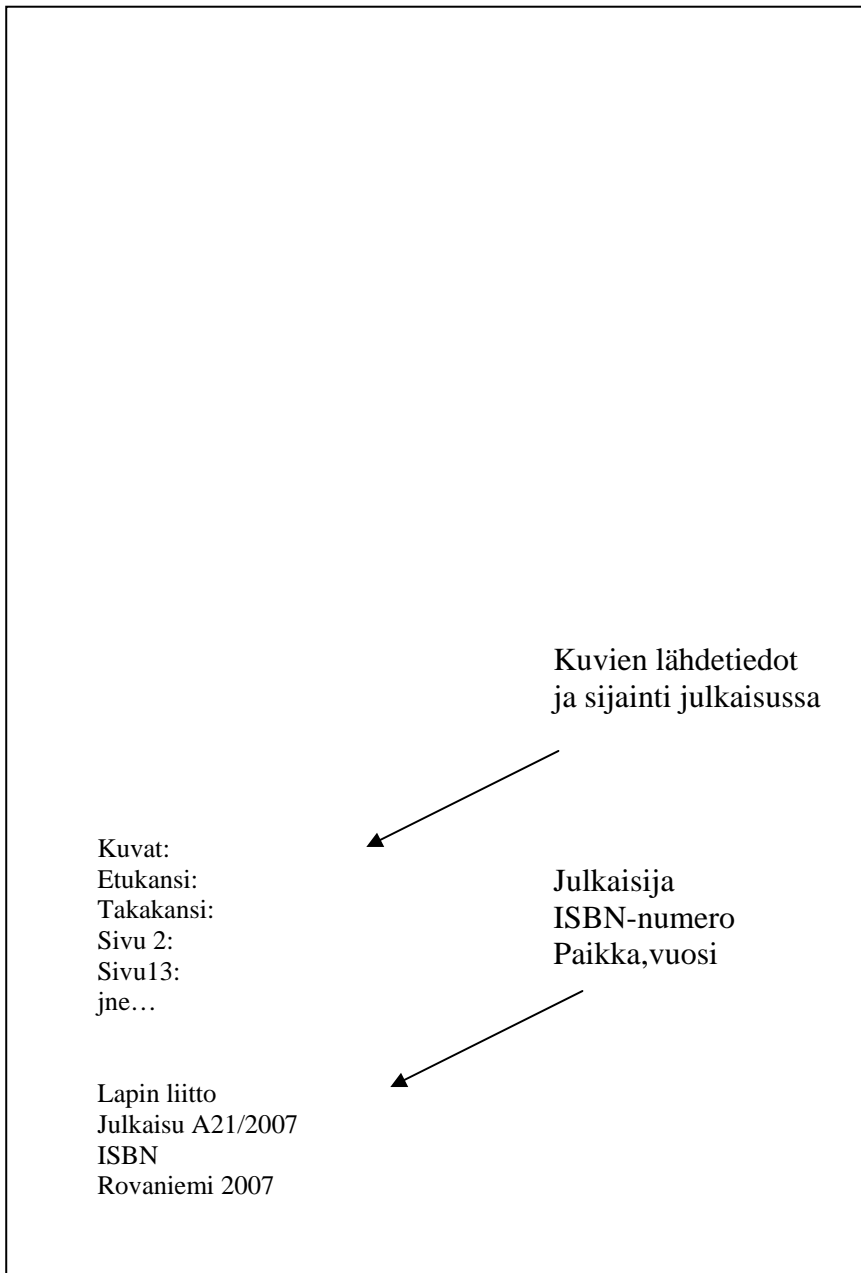 Kuvien lähdetiedot
ja sijainti julkaisussa
Kuvat:
Etukansi:
Takakansi:
Sivu 2:
Sivu13:
jne…
Julkaisija
ISBN-numero
Paikka,vuosi
Lapin liitto
Julkaisu A21/2007
ISBN
Rovaniemi 2007